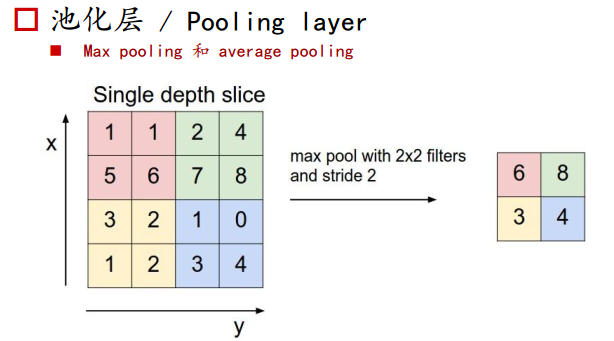 池化层 / Pooling layer
Max pooling 和 average pooling
Single depth slice
x
1 1 2 4
5 6 7 8
3 2 1 0
1 2 3 4
y
max pool with 2x2 filters
and stride 2
6 8
3 4